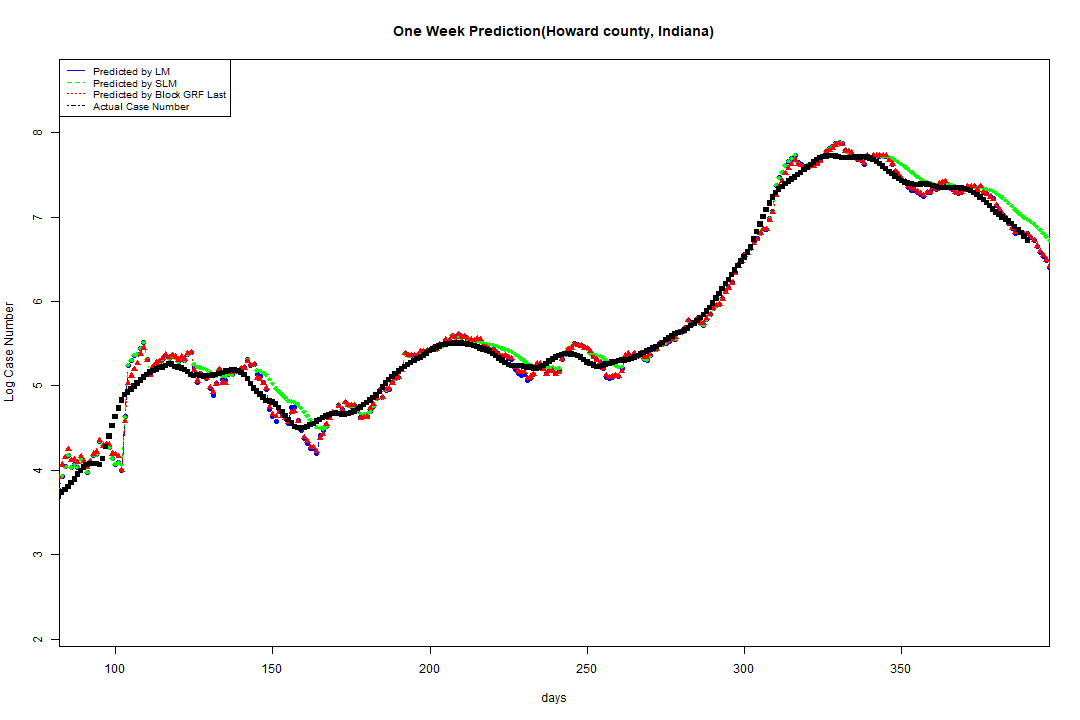 One Week Prediction(Howard county, Indiana)
Predicted by LM
Predicted by SLM
Predicted by Block GRF Last
Actual Case Number
8
7
6
5
4
3
2
Log Case Number
100 150 200 250 300 350
days